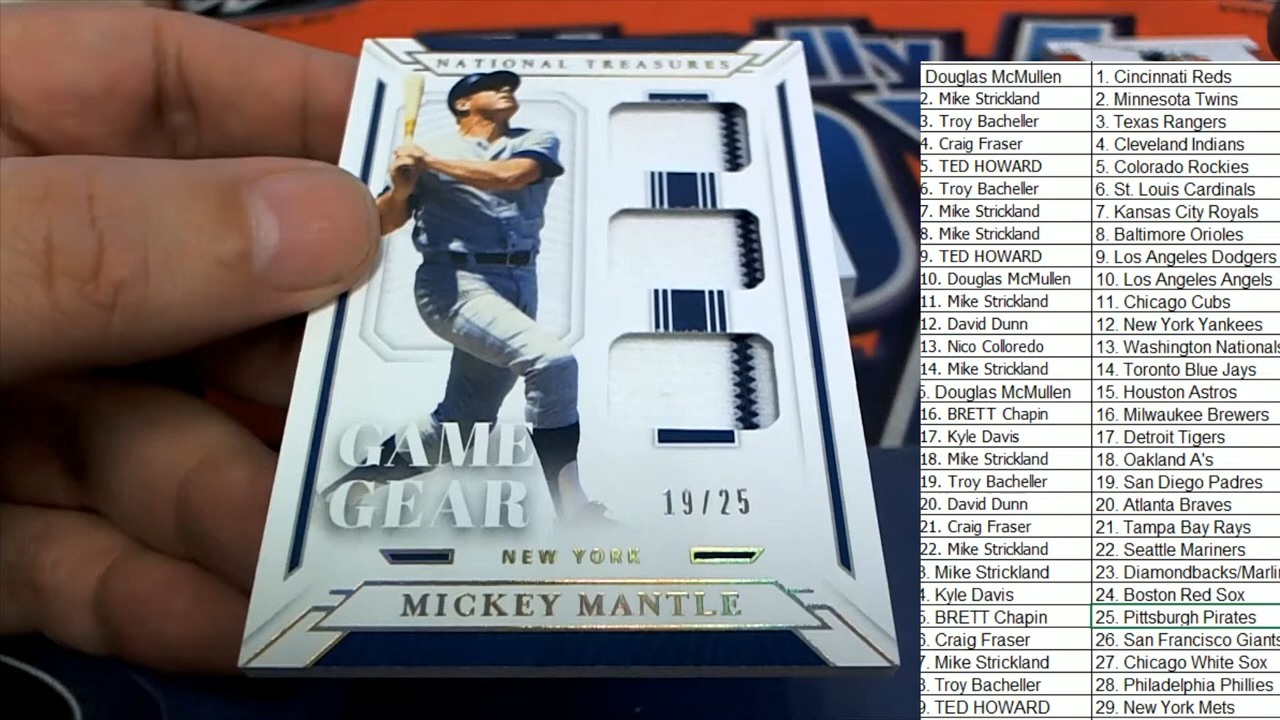 NATIONAL TREASURES
GAME
GEAR
19/25
NEW YORK
MICKEY MANTLE
Douglas McMullen 1. Cincinnati Reds
2. Mike Strickland 2. Minnesota Twins
3. Troy Bacheller 3. Texas Rangers
4. Craig Fraser 4. Cleveland Indians
5. TED HOWARD 5. Colorado Rockies
6. Troy Bacheller 6. St. Louis Cardinals
7. Mike Strickland 7. Kansas City Royals
8. Mike Strickland 8. Baltimore Orioles
9. TED HOWARD 9. Los Angeles Dodgers
10. Douglas McMullen 10. Los Angeles Angels
11. Mike Strickland 11. Chicago Cubs
12. David Dunn 12. New York Yankees
13. Nico Colloredo 13. Washington Nationals
14. Mike Strickland 14. Toronto Blue Jays
5. Douglas McMullen 15. Houston Astros
16. BRETT Chapin 16. Milwaukee Brewers
17. Kyle Davis 17. Detroit Tigers
18. Mike Strickland 18. Oakland A's
19. Troy Bacheller 19. San Diego Padres
20. David Dunn 20. Atlanta Braves
21. Craig Fraser 21. Tampa Bay Rays
22. Mike Strickland 22. Seattle Mariners
3. Mike Strickland 23. Diamondbacks/Marlin
4. Kyle Davis 24. Boston Red Sox
5. BRETT Chapin 25. Pittsburgh Pirates
6. Craig Fraser 26. San Francisco Giants
7. Mike Strickland 27. Chicago White Sox
8. Troy Bacheller 28. Philadelphia Phillies
9. TED HOWARD 29. New York Mets